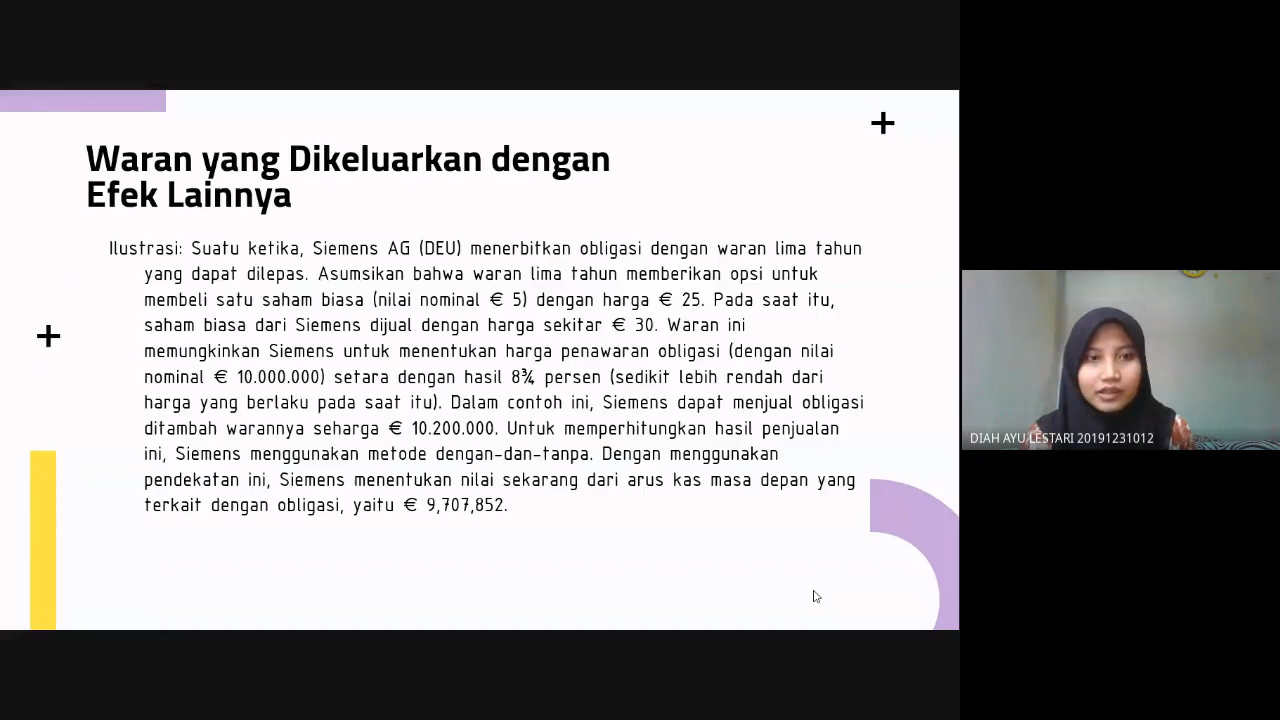 Waran yang Dikeluarkan dengan
Efek Lainnya
Ilustrasi: Suatu ketika, Siemens AG (DEU) menerbitkan obligasi dengan waran lima tahun
yang dapat dilepas. Asumsikan bahwa waran lima tahun memberikan opsi untuk
membeli satu saham biasa (nilai nominal € 5) dengan harga € 25. Pada saat itu,
saham biasa dari Siemens dijual dengan harga sekitar € 30. Waran ini
memungkinkan Siemens untuk menentukan harga penawaran obligasi (dengan nilai
nominal € 10.000.000) setara dengan hasil 8¾ persen (sedikit lebih rendah dari
harga yang berlaku pada saat itu). Dalam contoh ini, Siemens dapat menjual obligasi
ditambah warannya seharga € 10.200.000. Untuk memperhitungkan hasil penjualan
ini, Siemens menggunakan metode dengan-dan-tanpa. Dengan menggunakan
pendekatan ini, Siemens menentukan nilai sekarang dari arus kas masa depan yang
terkait dengan obligasi, yaitu € 9,707,852.
DIAH AYU LESTARI 20191231012